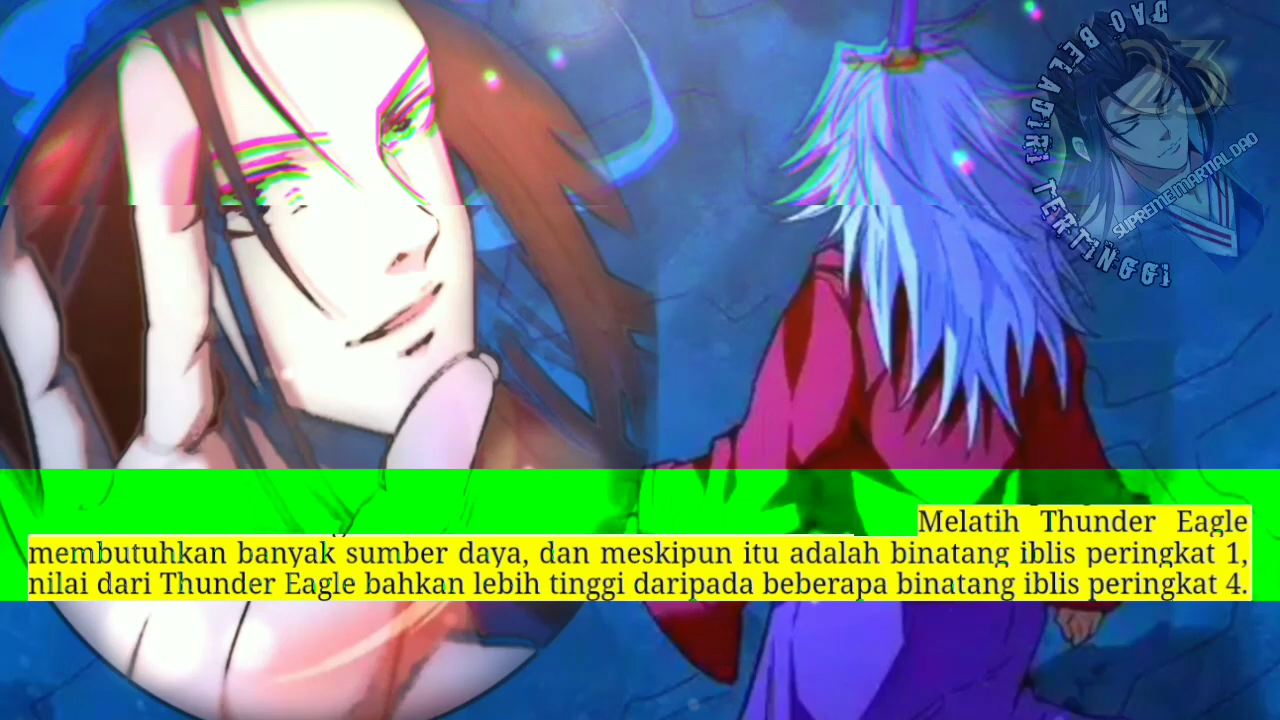 DAO BELADIRI TERTINGGI
23
SUPREME MARTIAL DAO
Melatih Thunder Eagle
membutuhkan banyak sumber daya, dan meskipun itu adalah binatang iblis peringkat 1,
nilai dari Thunder Eagle bahkan lebih tinggi daripada beberapa binatang iblis peringkat 4.